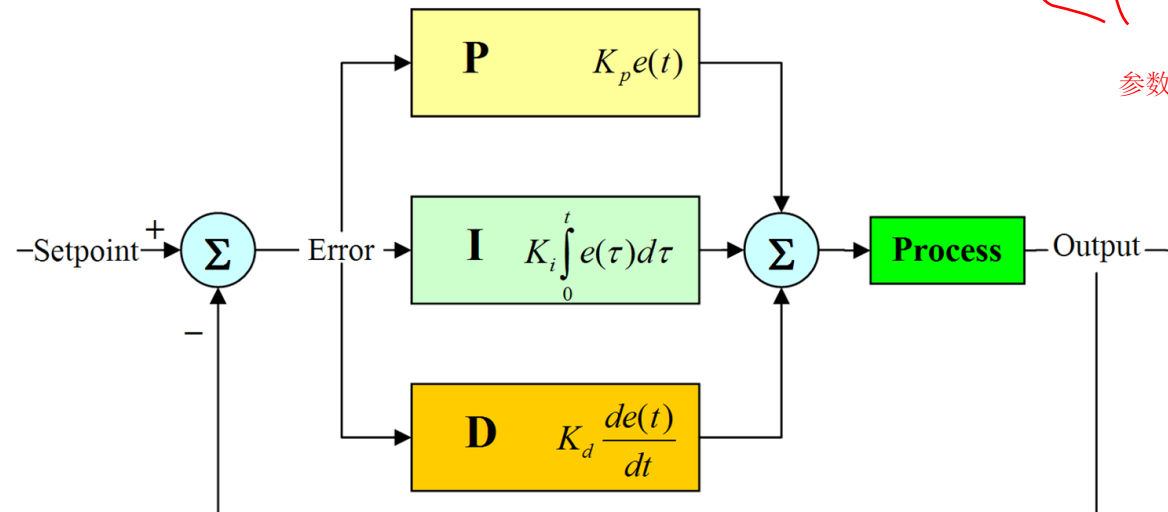 P K_p e(t)
参数
+
–Setpoint Σ Error I K_i ∫_0^t e(τ)dτ Σ Process Output
–
D K_d de(t)/dt